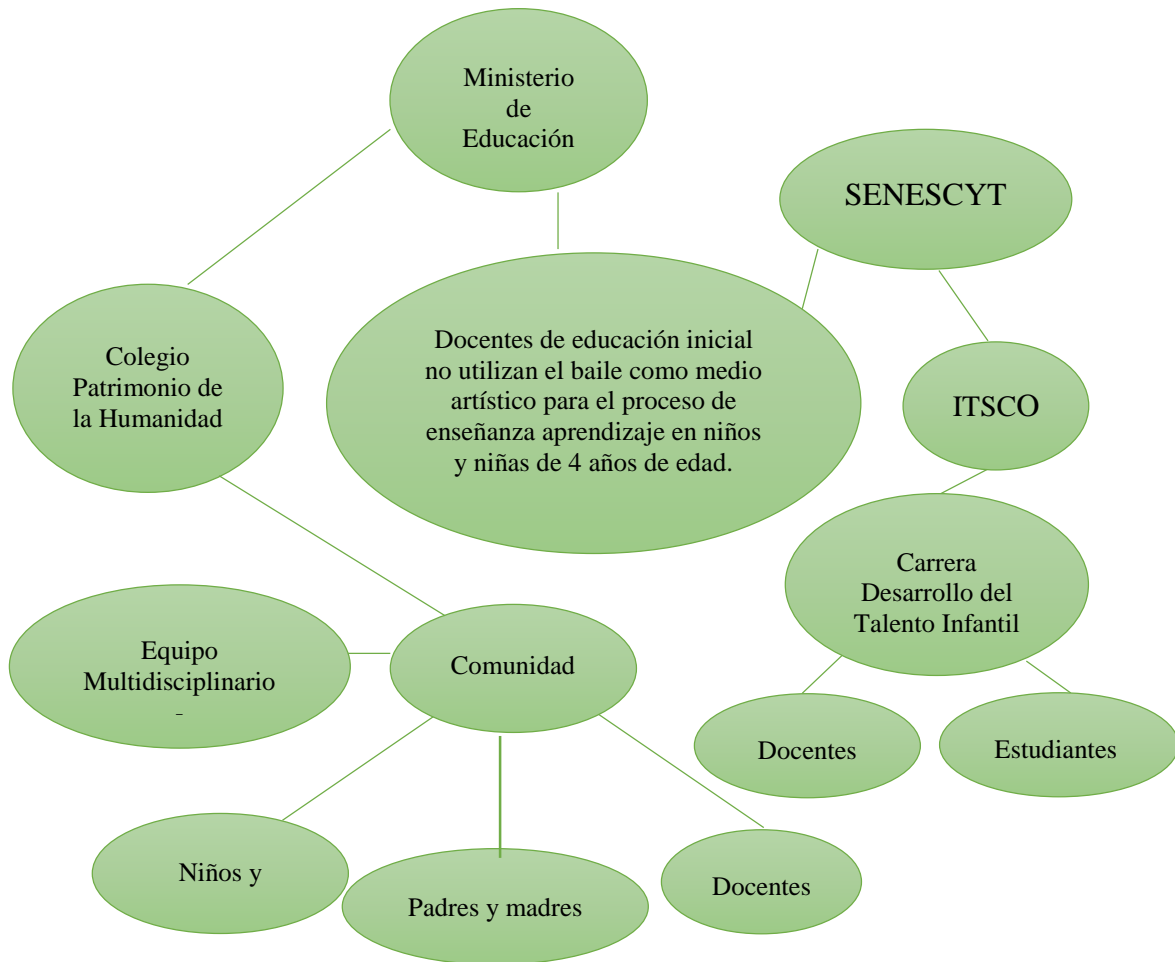 Ministerio
de
Educación
SENESCYT
Colegio
Patrimonio de
la Humanidad
Docentes de educación inicial
no utilizan el baile como medio
artístico para el proceso de
enseñanza aprendizaje en niños
y niñas de 4 años de edad.
ITSCO
Carrera
Desarrollo del
Talento Infantil
Equipo
Multidisciplinario
-
Comunidad
Docentes
Estudiantes
Niños y
Padres y madres
Docentes